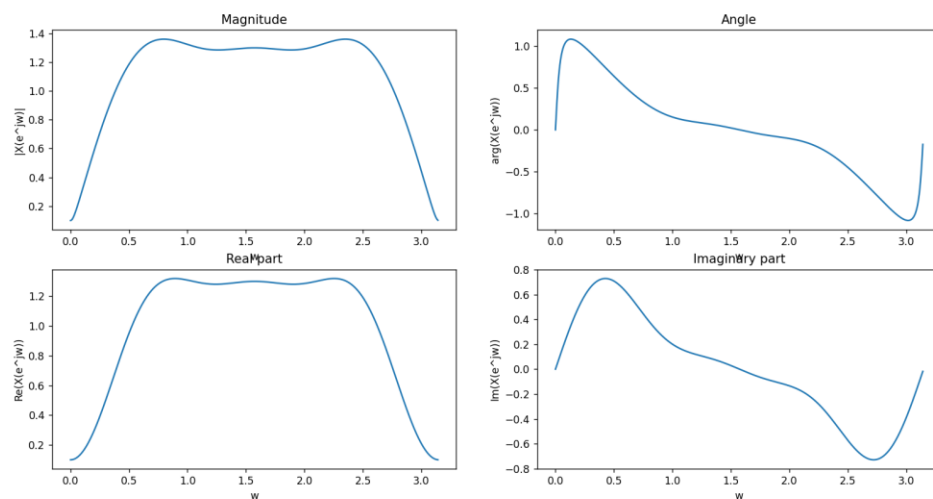 Magnitude
|X(e^jw)|
1.4
1.2
1.0
0.8
0.6
0.4
0.2
0.0 0.5 1.0 1.5 2.0 2.5 3.0
w
Angle
arg(X(e^jw))
1.0
0.5
0.0
−0.5
−1.0
0.0 0.5 1.0 1.5 2.0 2.5 3.0
w
Real part
Re(X(e^jw))
1.2
1.0
0.8
0.6
0.4
0.2
0.0 0.5 1.0 1.5 2.0 2.5 3.0
w
Imaginary part
Im(X(e^jw))
0.8
0.6
0.4
0.2
0.0
−0.2
−0.4
−0.6
−0.8
0.0 0.5 1.0 1.5 2.0 2.5 3.0
w